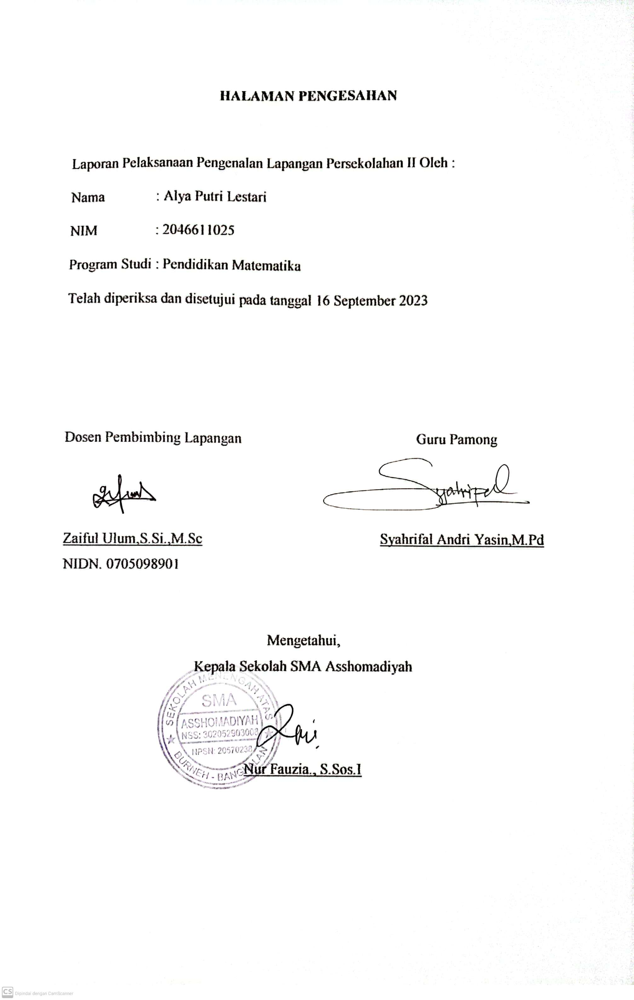 HALAMAN PENGESAHAN
Laporan Pelaksanaan Pengenalan Lapangan Persekolahan II Oleh :
Nama : Alya Putri Lestari
NIM : 2046611025
Program Studi : Pendidikan Matematika
Telah diperiksa dan disetujui pada tanggal 16 September 2023
Dosen Pembimbing Lapangan Guru Pamong
Zaiful Ulum,S.Si.,M.Sc Syahrifal Andri Yasin,M.Pd
NIDN. 0705098901
Mengetahui,
Kepala Sekolah SMA Asshomadiyah
SEKOLAH MENENGAH ATAS
SMA
ASSHOMADIYAH
NSS: 302052903008
NPSN: 20570238
BURNEH - BANGKALAN
Nur Fauzia., S.Sos.I
CS Dipindai dengan CamScanner